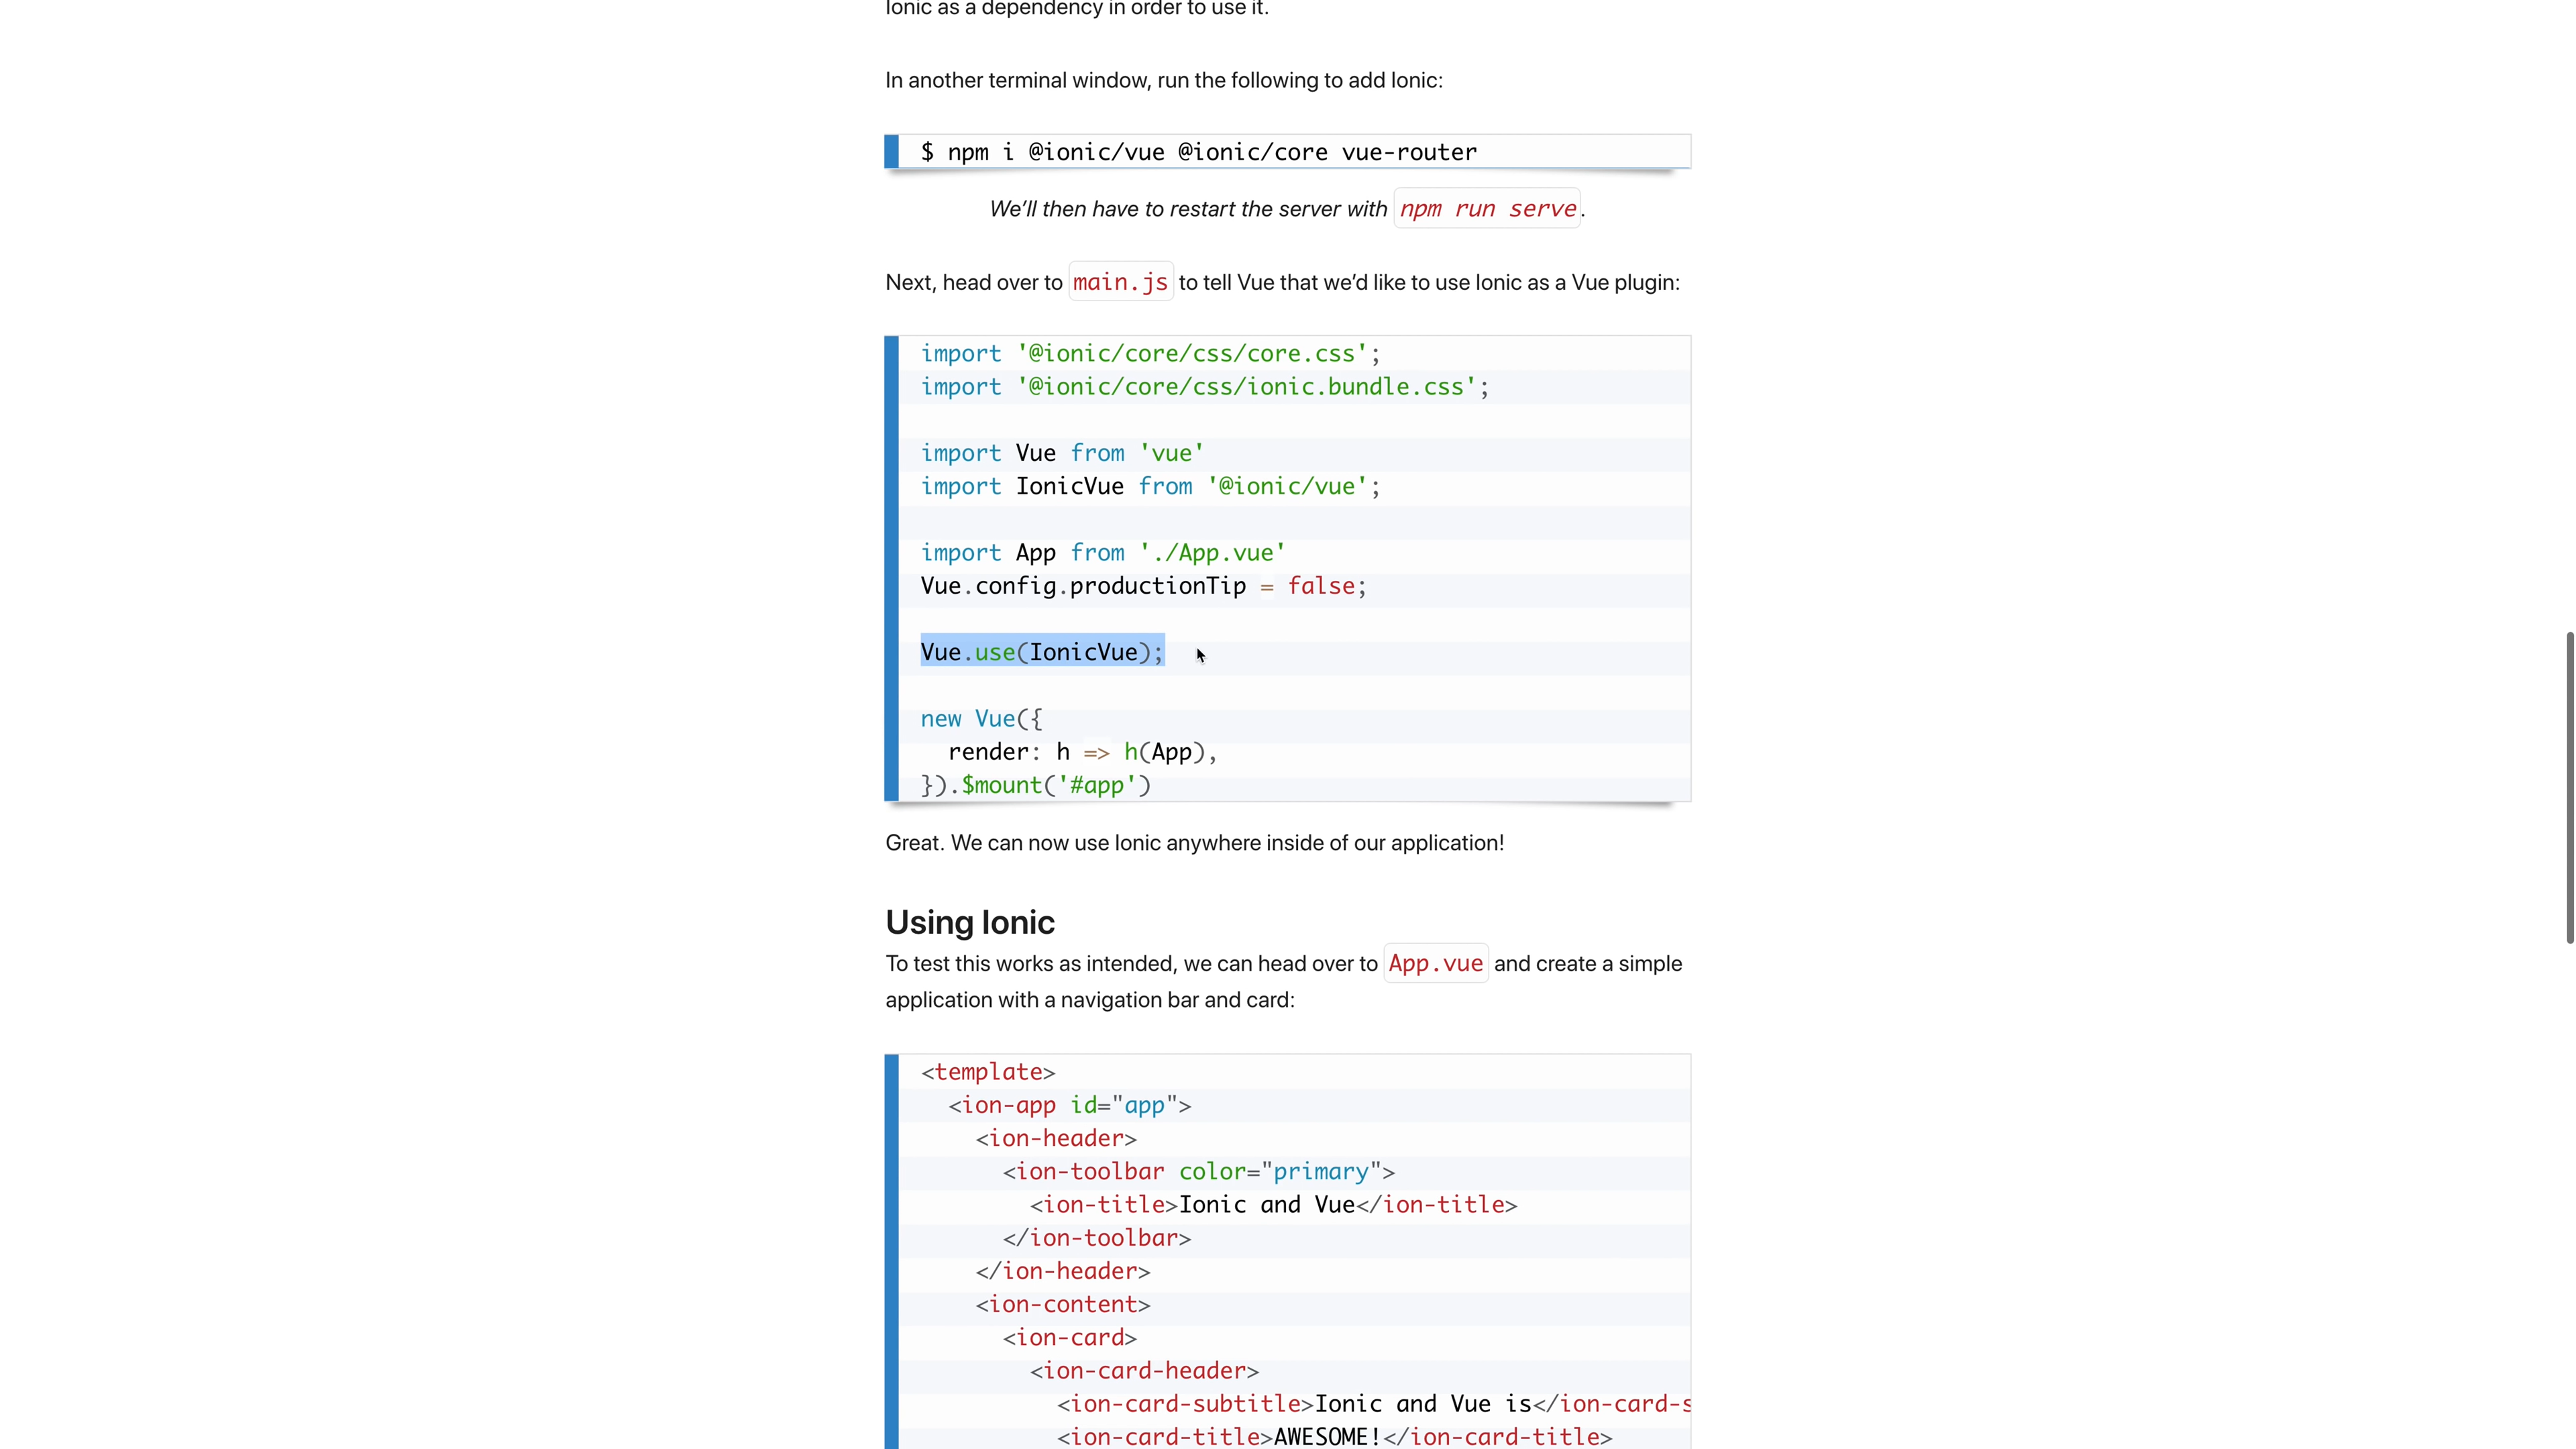 Ionic as a dependency in order to use it.
In another terminal window, run the following to add Ionic:
$ npm i @ionic/vue @ionic/core vue-router
We’ll then have to restart the server with npm run serve.
Next, head over to main.js to tell Vue that we’d like to use Ionic as a Vue plugin:
import '@ionic/core/css/core.css';
import '@ionic/core/css/ionic.bundle.css';
import Vue from 'vue'
import IonicVue from '@ionic/vue';
import App from './App.vue'
Vue.config.productionTip = false;
Vue.use(IonicVue);
new Vue({
  render: h => h(App),
}).$mount('#app')
Great. We can now use Ionic anywhere inside of our application!
Using Ionic
To test this works as intended, we can head over to App.vue and create a simple
application with a navigation bar and card:
<template>
  <ion-app id="app">
    <ion-header>
      <ion-toolbar color="primary">
        <ion-title>Ionic and Vue</ion-title>
      </ion-toolbar>
    </ion-header>
    <ion-content>
      <ion-card>
        <ion-card-header>
          <ion-card-subtitle>Ionic and Vue is</ion-card-s
          <ion-card-title>AWESOME!</ion-card-title>